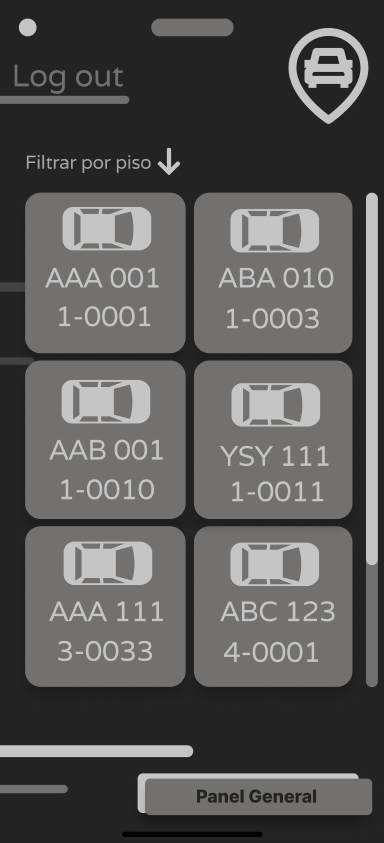 Log out
Filtrar por piso
AAA 001
1-0001
ABA 010
1-0003
AAB 001
1-0010
YSY 111
1-0011
AAA 111
3-0033
ABC 123
4-0001
Panel General